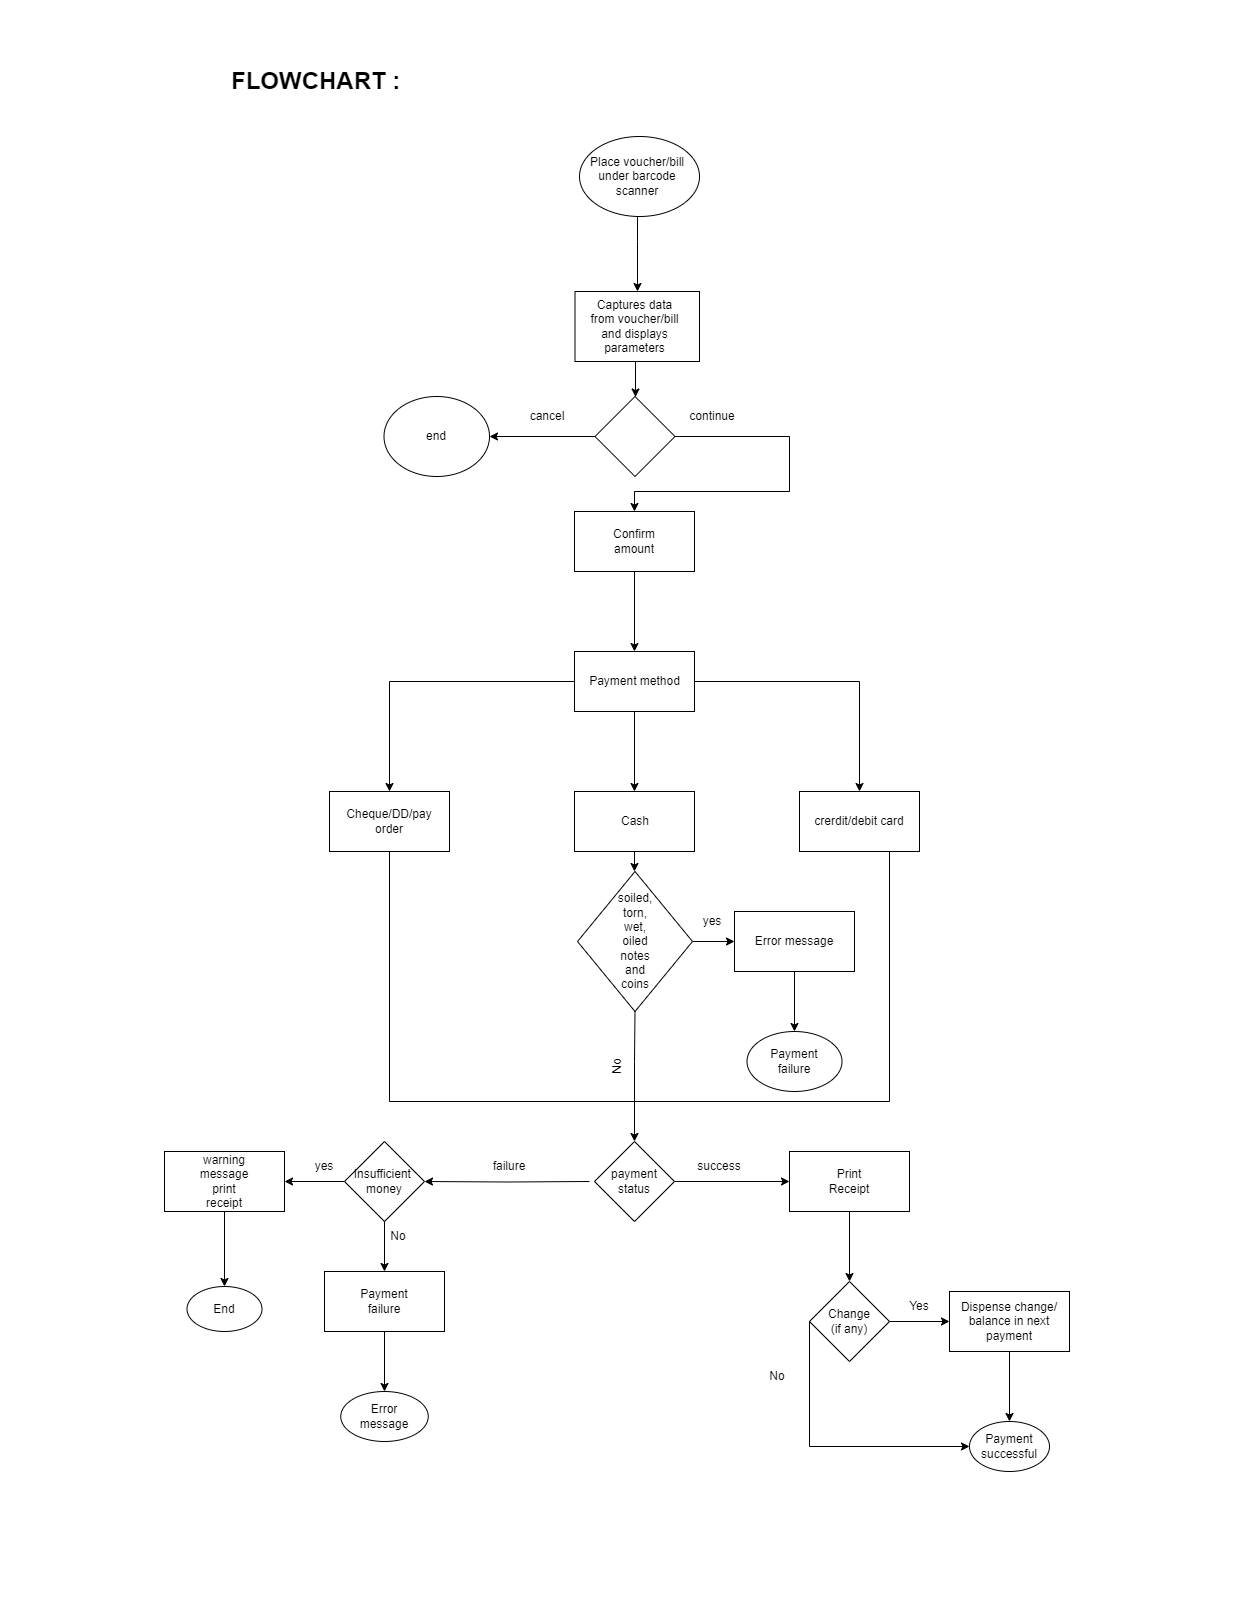 FLOWCHART :
Place voucher/bill
under barcode
scanner
Captures data
from voucher/bill
and displays
parameters
cancel
continue
end
Confirm
amount
Payment method
Cheque/DD/pay
order
Cash
crerdit/debit card
soiled,
torn,
wet,
oiled
notes
and
coins
yes
Error message
No
Payment
failure
warning
message
print
receipt
yes
Insufficient
money
failure
payment
status
success
Print
Receipt
No
End
Payment
failure
Change
(if any)
Yes
Dispense change/
balance in next
payment
No
Error
message
Payment
successful